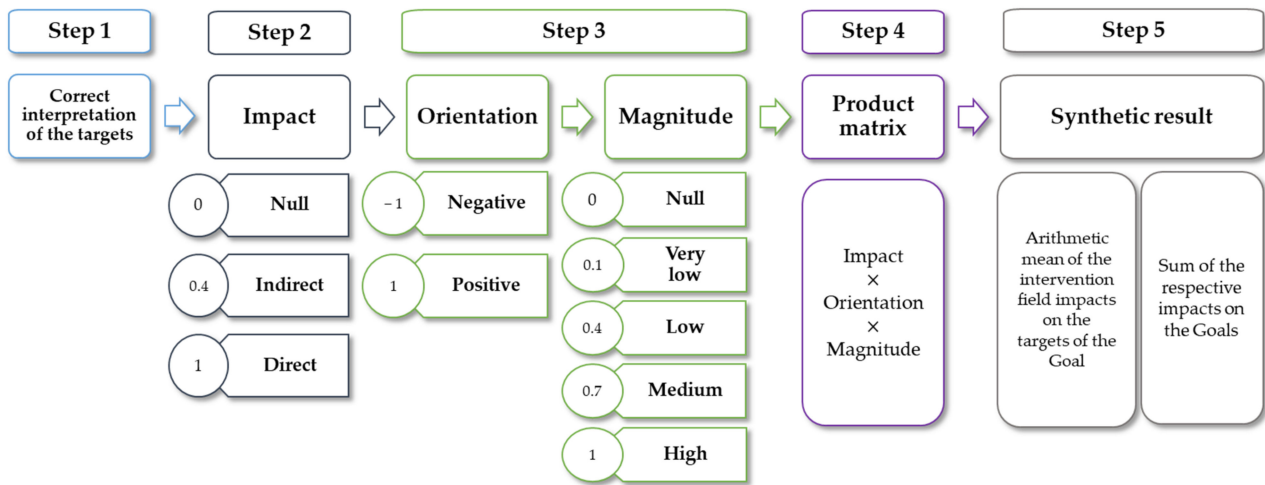 Step 1
Step 2
Step 3
Step 4
Step 5
Correct
interpretation
of the targets
Impact
Orientation
Magnitude
Product
matrix
Synthetic result
0
Null
0.4
Indirect
1
Direct
−1
Negative
1
Positive
0
Null
0.1
Very
low
0.4
Low
0.7
Medium
1
High
Impact
×
Orientation
×
Magnitude
Arithmetic
mean of the
intervention
field impacts
on the
targets of the
Goal
Sum of the
respective
impacts on
the Goals